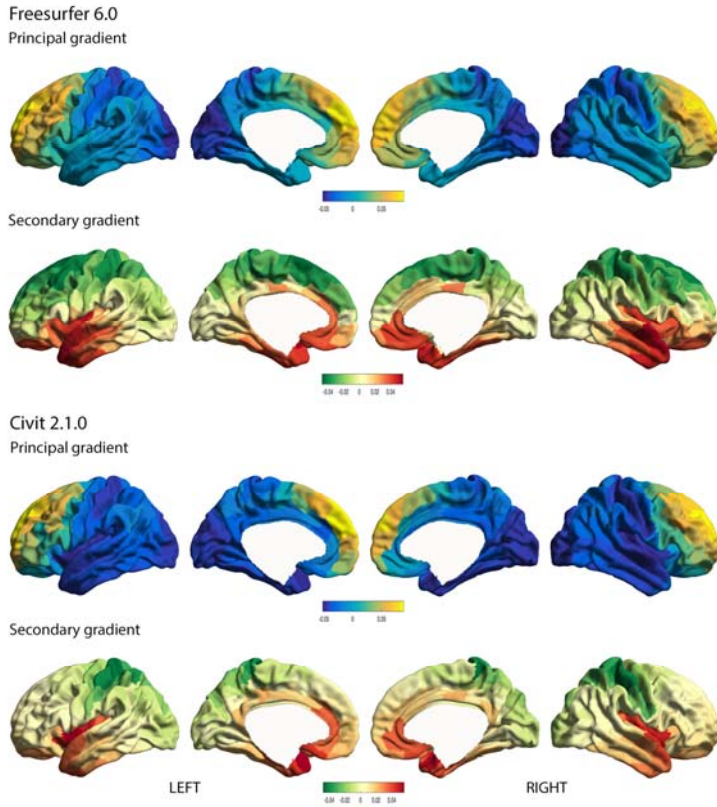 Freesurfer 6.0
Principal gradient
-0.05 0 0.05
Secondary gradient
-0.04 -0.02 0 0.02 0.04
Civit 2.1.0
Principal gradient
-0.05 0 0.05
Secondary gradient
LEFT
-0.04 -0.02 0 0.02 0.04
RIGHT